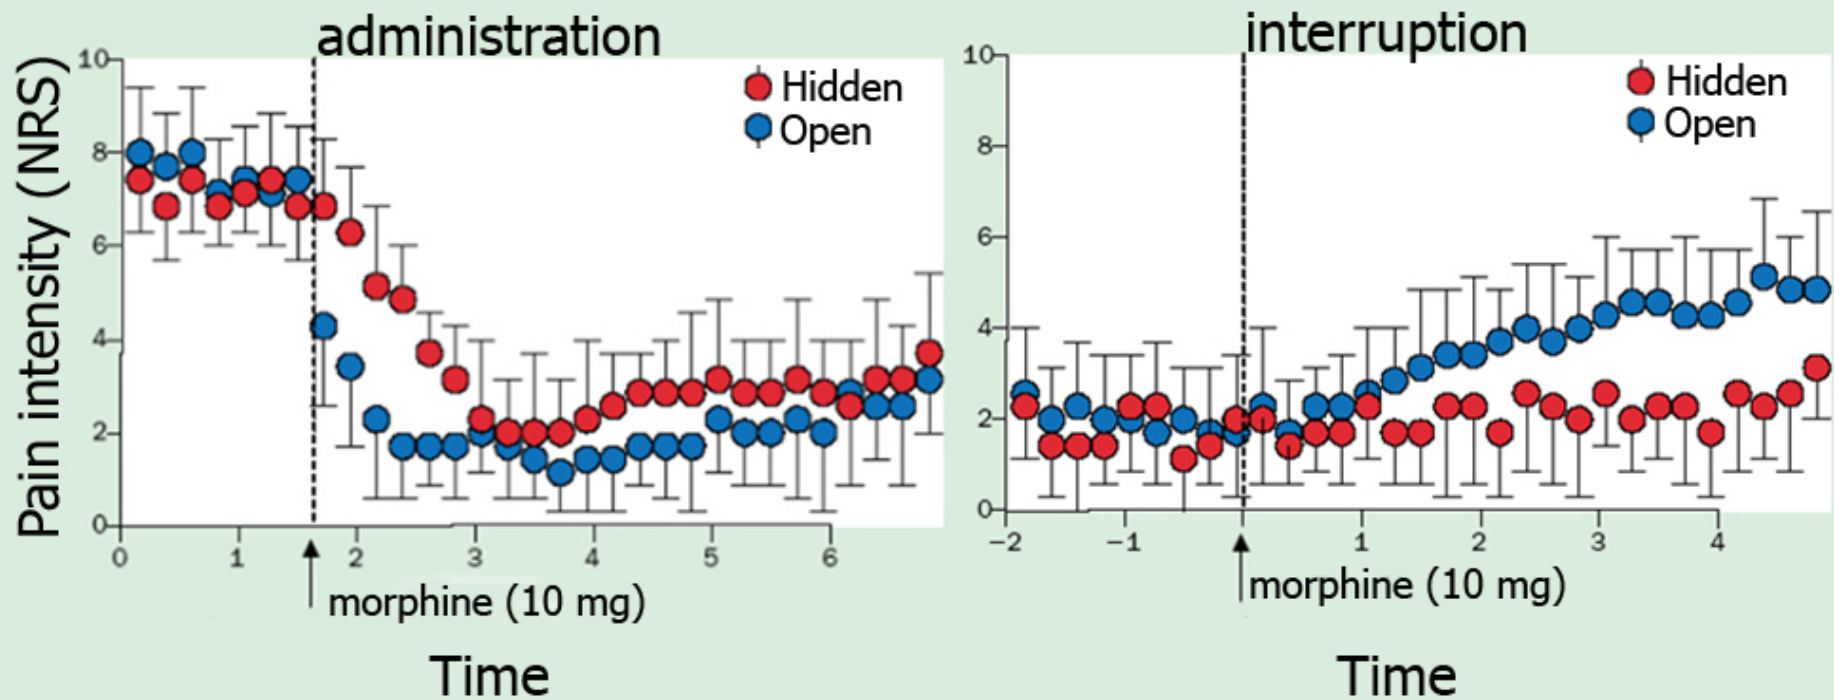 administration
interruption
Pain intensity (NRS)
10
8
6
4
2
0
Hidden
Open
0 1 2 3 4 5 6
morphine (10 mg)
Time
10
8
6
4
2
0
Hidden
Open
−2 −1 1 2 3 4
morphine (10 mg)
Time